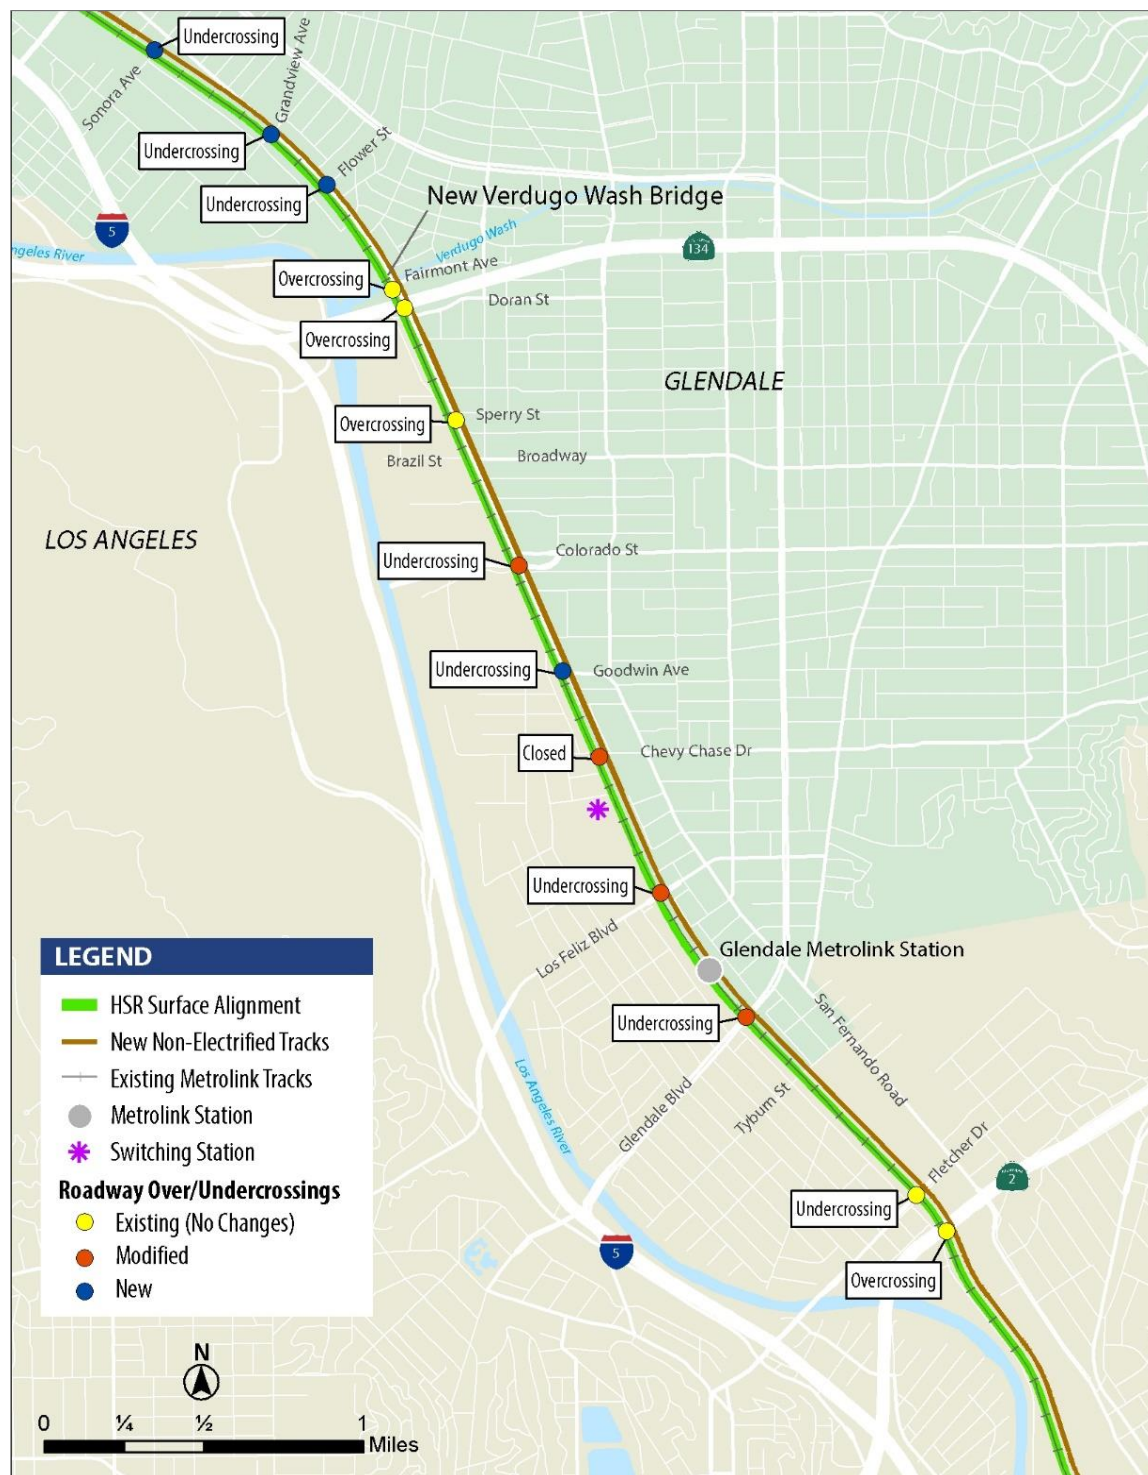 Undercrossing
Sonora Ave
Grandview Ave
Undercrossing
Flower St
Undercrossing
New Verdugo Wash Bridge
5
geles River
Verdugo Wash
134
Fairmont Ave
Overcrossing
Doran St
Overcrossing
GLENDALE
Sperry St
Overcrossing
Brazil St
Broadway
LOS ANGELES
Colorado St
Undercrossing
Undercrossing
Goodwin Ave
Closed
Chevy Chase Dr
Undercrossing
Los Feliz Blvd
Glendale Metrolink Station
San Fernando Road
Undercrossing
Los Angeles River
Glendale Blvd
Tyburn St
Fletcher Dr
2
Undercrossing
5
Overcrossing
LEGEND
HSR Surface Alignment
New Non-Electrified Tracks
Existing Metrolink Tracks
Metrolink Station
Switching Station
Roadway Over/Undercrossings
Existing (No Changes)
Modified
New
N
0 ¼ ½ 1
Miles